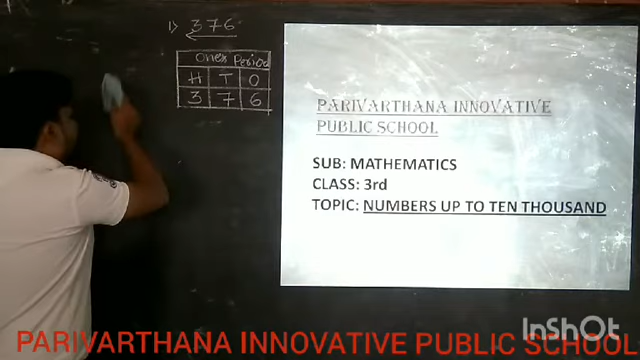 1) 376
Ones Period
H T O
3 7 6
PARIVARTHANA INNOVATIVE
PUBLIC SCHOOL
SUB: MATHEMATICS
CLASS: 3rd
TOPIC: NUMBERS UP TO TEN THOUSAND
PARIVARTHANA INNOVATIVE PUBLIC SCHOOL
InShOt